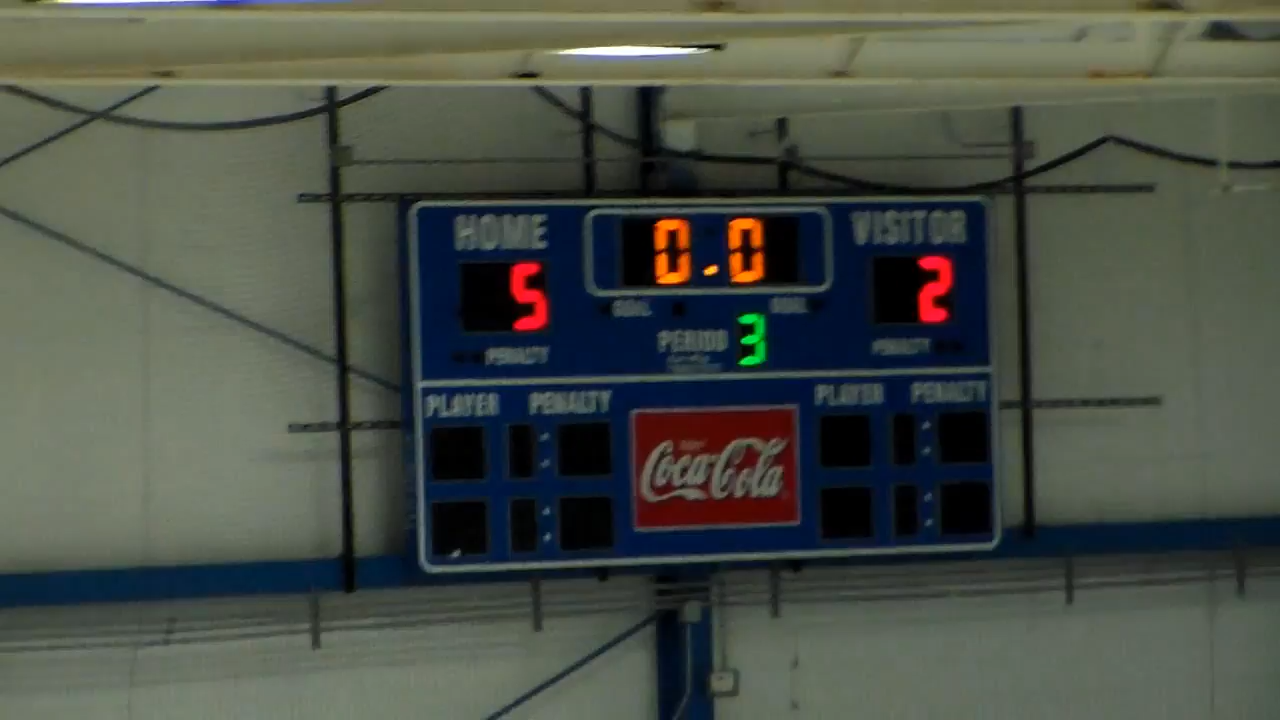 HOME 0.0 VISITOR
5 2
GOAL GOAL
PERIOD 3
PENALTY PENALTY
PLAYER PENALTY PLAYER PENALTY
Coca-Cola